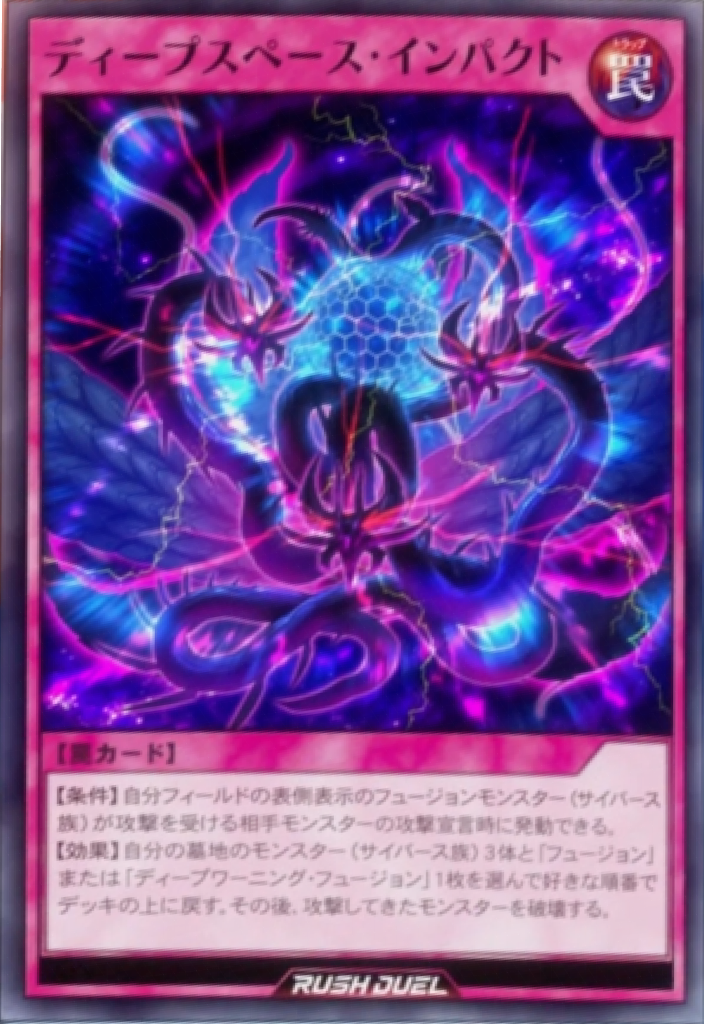 ディープスペース・インパクト
トラップ
罠
【罠カード】
【条件】自分フィールドの表側表示のフュージョンモンスター（サイバース
族）が攻撃を受ける相手モンスターの攻撃宣言時に発動できる。
【効果】自分の墓地のモンスター（サイバース族）3体と「フュージョン」
または「ディープワーニング・フュージョン」1枚を選んで好きな順番で
デッキの上に戻す。その後、攻撃してきたモンスターを破壊する。
RUSH DUEL